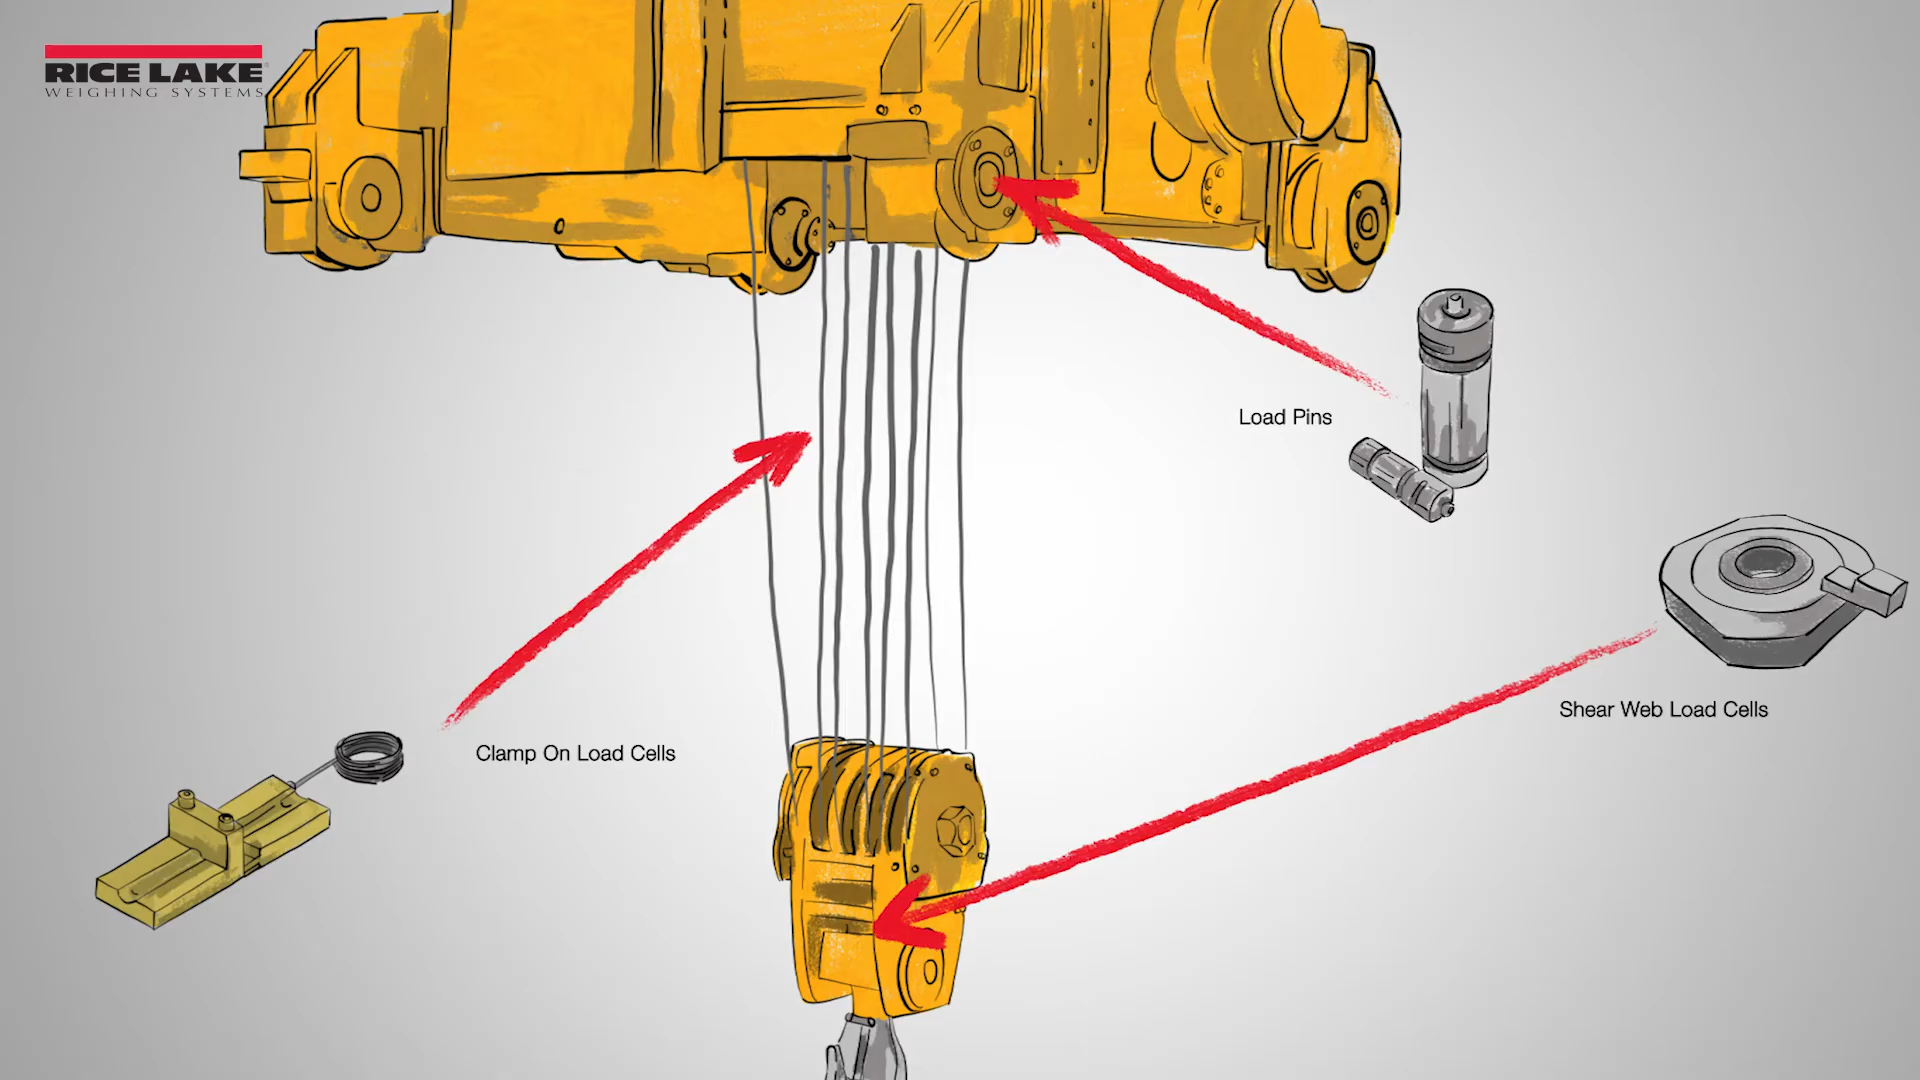 RICE LAKE
WEIGHING SYSTEMS
Load Pins
Shear Web Load Cells
Clamp On Load Cells